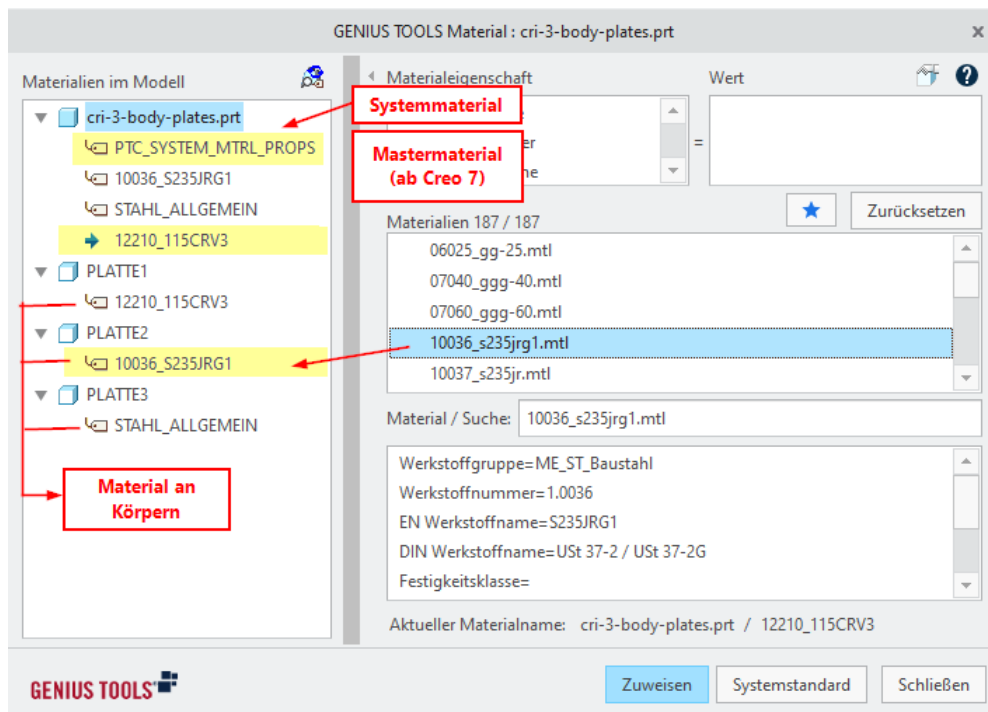 GENIUS TOOLS Material : cri-3-body-plates.prt
x
Materialien im Modell
cri-3-body-plates.prt
PTC_SYSTEM_MTRL_PROPS
10036_S235JRG1
STAHL_ALLGEMEIN
12210_115CRV3
PLATTE1
12210_115CRV3
PLATTE2
10036_S235JRG1
PLATTE3
STAHL_ALLGEMEIN
Material an
Körpern
Materialeigenschaft
Wert
?
Systemmaterial
Mastermaterial
(ab Creo 7)
=
Materialien 187 / 187
Zurücksetzen
06025_gg-25.mtl
07040_ggg-40.mtl
07060_ggg-60.mtl
10036_s235jrg1.mtl
10037_s235jr.mtl
Material / Suche: 10036_s235jrg1.mtl
Werkstoffgruppe=ME_ST_Baustahl
Werkstoffnummer=1.0036
EN Werkstoffname=S235JRG1
DIN Werkstoffname=USt 37-2 / USt 37-2G
Festigkeitsklasse=
Aktueller Materialname: cri-3-body-plates.prt / 12210_115CRV3
GENIUS TOOLS
Zuweisen
Systemstandard
Schließen